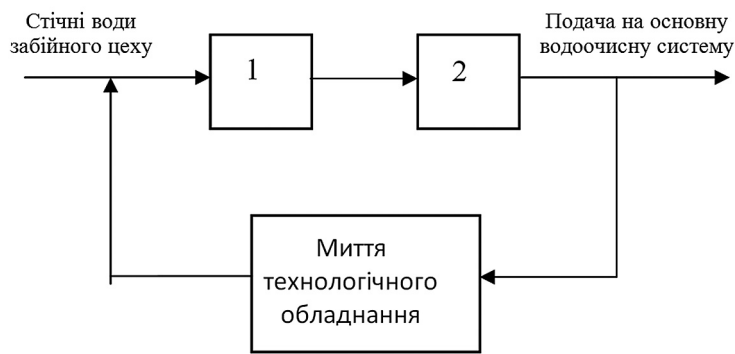 Стічні води
забійного цеху
Подача на основну
водоочисну систему
1
2
Миття
технологічного
обладнання